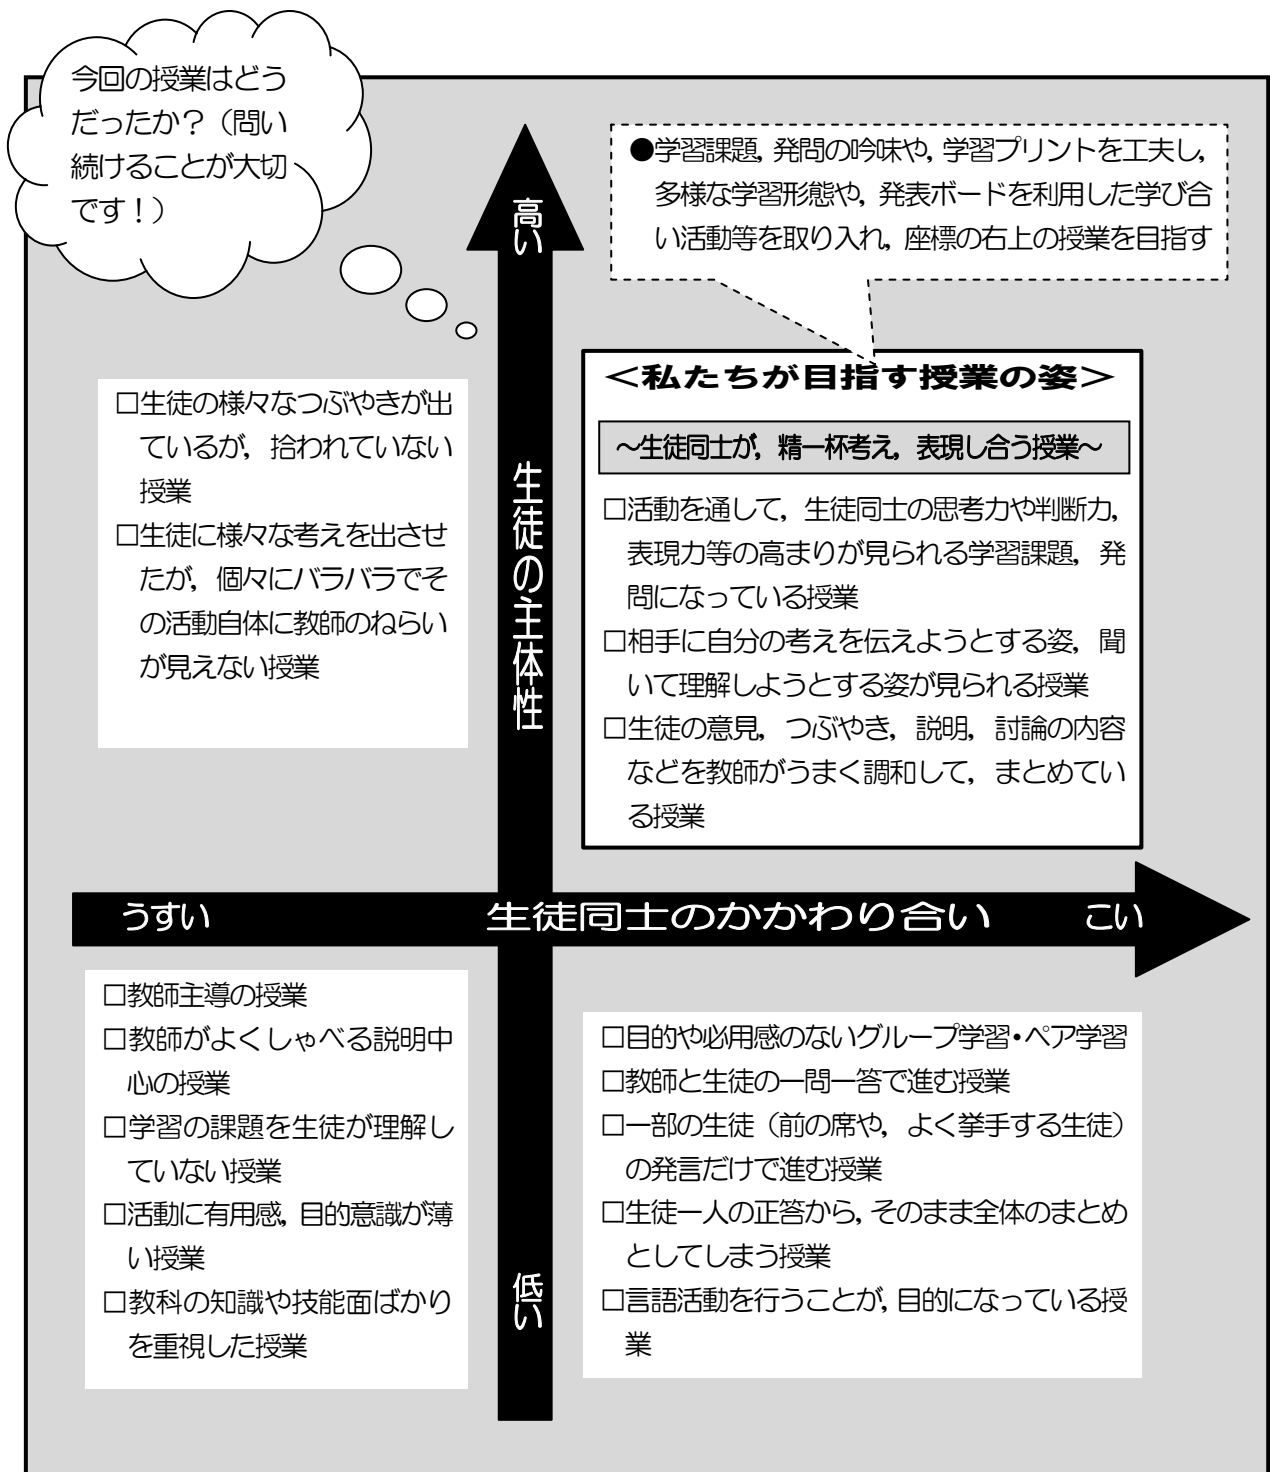 今回の授業はどう
だったか？（問い
続けることが大切
です！）
●学習課題，発問の吟味や，学習プリントを工夫し，
多様な学習形態や，発表ボードを利用した学び合
い活動等を取り入れ，座標の右上の授業を目指す
高い
生徒の主体性
低い
□生徒の様々なつぶやきが出
ているが，拾われていない
授業
□生徒に様々な考えを出させ
たが，個々にバラバラでそ
の活動自体に教師のねらい
が見えない授業
＜私たちが目指す授業の姿＞
～生徒同士が，精一杯考え，表現し合う授業～
□活動を通して，生徒同士の思考力や判断力，
表現力等の高まりが見られる学習課題，発
問になっている授業
□相手に自分の考えを伝えようとする姿，聞
いて理解しようとする姿が見られる授業
□生徒の意見，つぶやき，説明，討論の内容
などを教師がうまく調和して，まとめてい
る授業
うすい 生徒同士のかかわり合い こい
□教師主導の授業
□教師がよくしゃべる説明中
心の授業
□学習の課題を生徒が理解し
ていない授業
□活動に有用感，目的意識が薄
い授業
□教科の知識や技能面ばかり
を重視した授業
□目的や必用感のないグループ学習・ペア学習
□教師と生徒の一問一答で進む授業
□一部の生徒（前の席や，よく挙手する生徒）
の発言だけで進む授業
□生徒一人の正答から，そのまま全体のまとめ
としてしまう授業
□言語活動を行うことが，目的になっている授
業